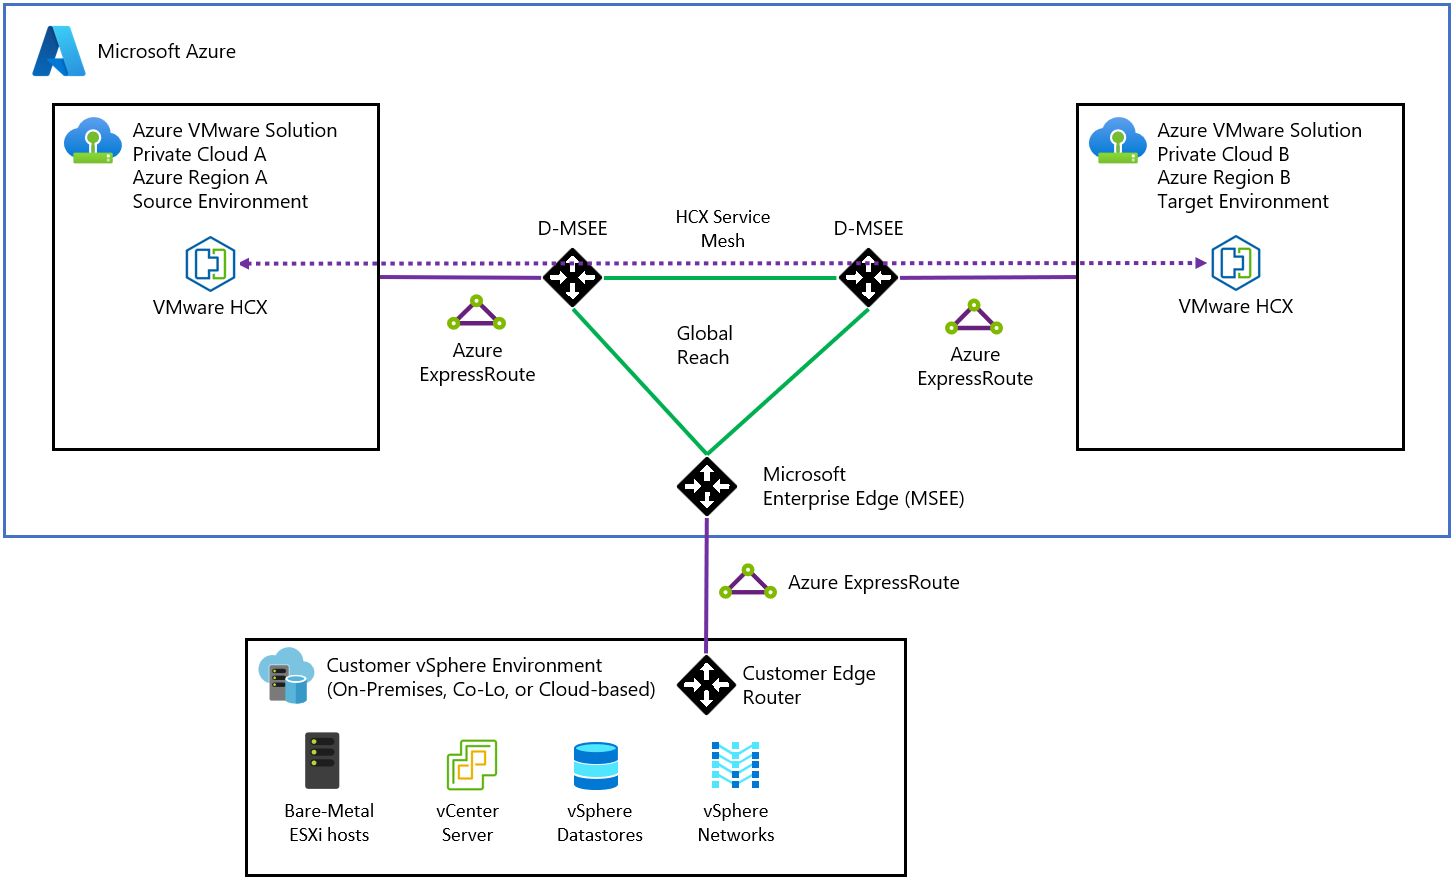 Microsoft Azure
Azure VMware Solution
Private Cloud A
Azure Region A
Source Environment
VMware HCX
Azure
ExpressRoute
D-MSEE
HCX Service
Mesh
D-MSEE
Global
Reach
Azure
ExpressRoute
Azure VMware Solution
Private Cloud B
Azure Region B
Target Environment
VMware HCX
Microsoft
Enterprise Edge (MSEE)
Azure ExpressRoute
Customer vSphere Environment
(On-Premises, Co-Lo, or Cloud-based)
Customer Edge
Router
Bare-Metal
ESXi hosts
vCenter
Server
vSphere
Datastores
vSphere
Networks